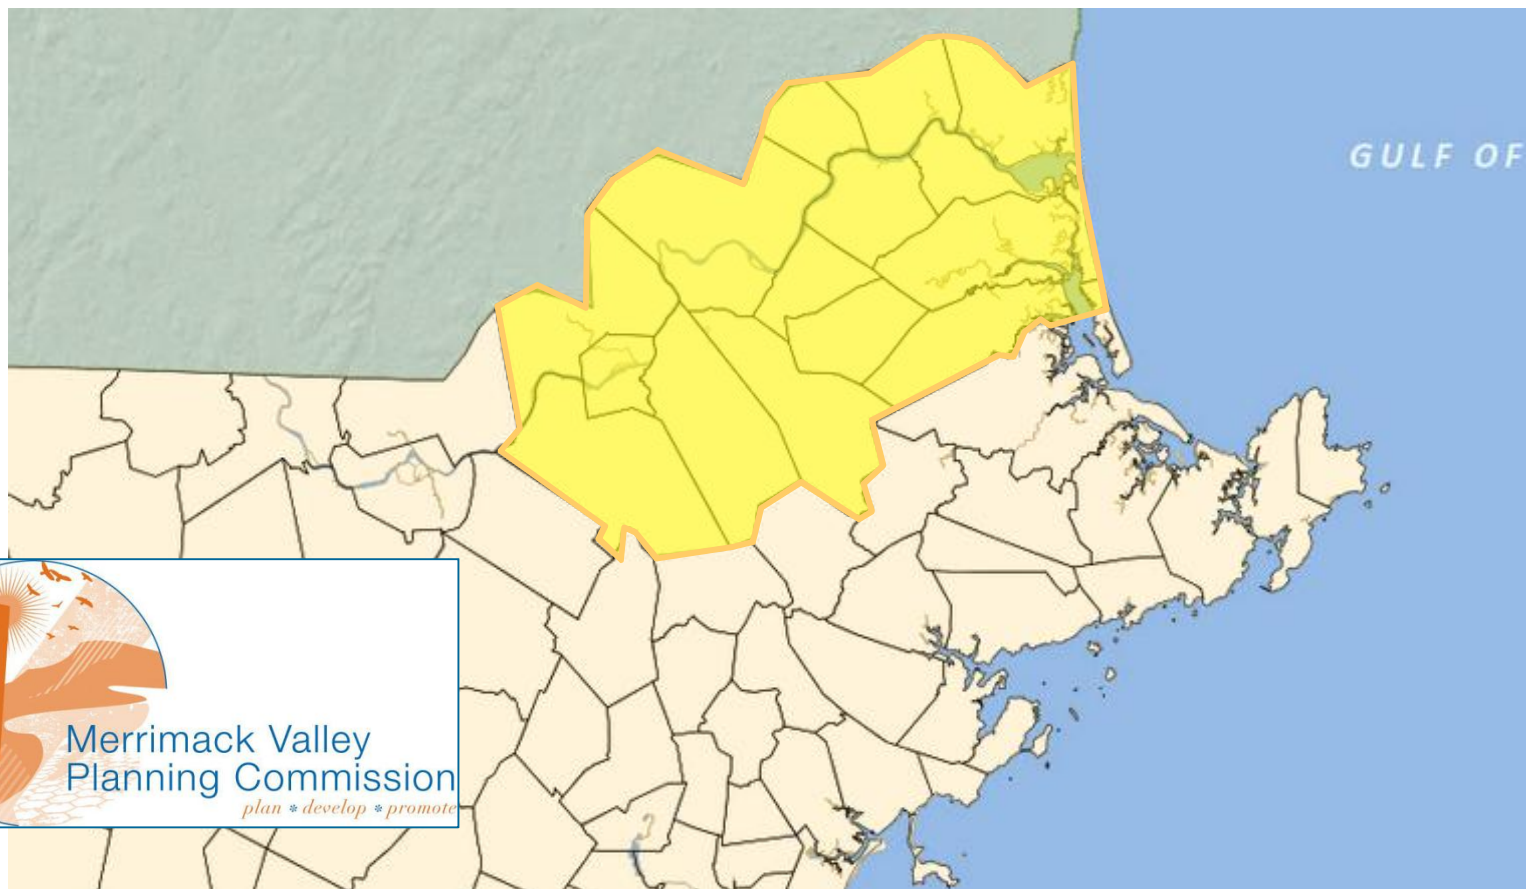 GULF OF
Merrimack Valley
Planning Commission
plan * develop * promote